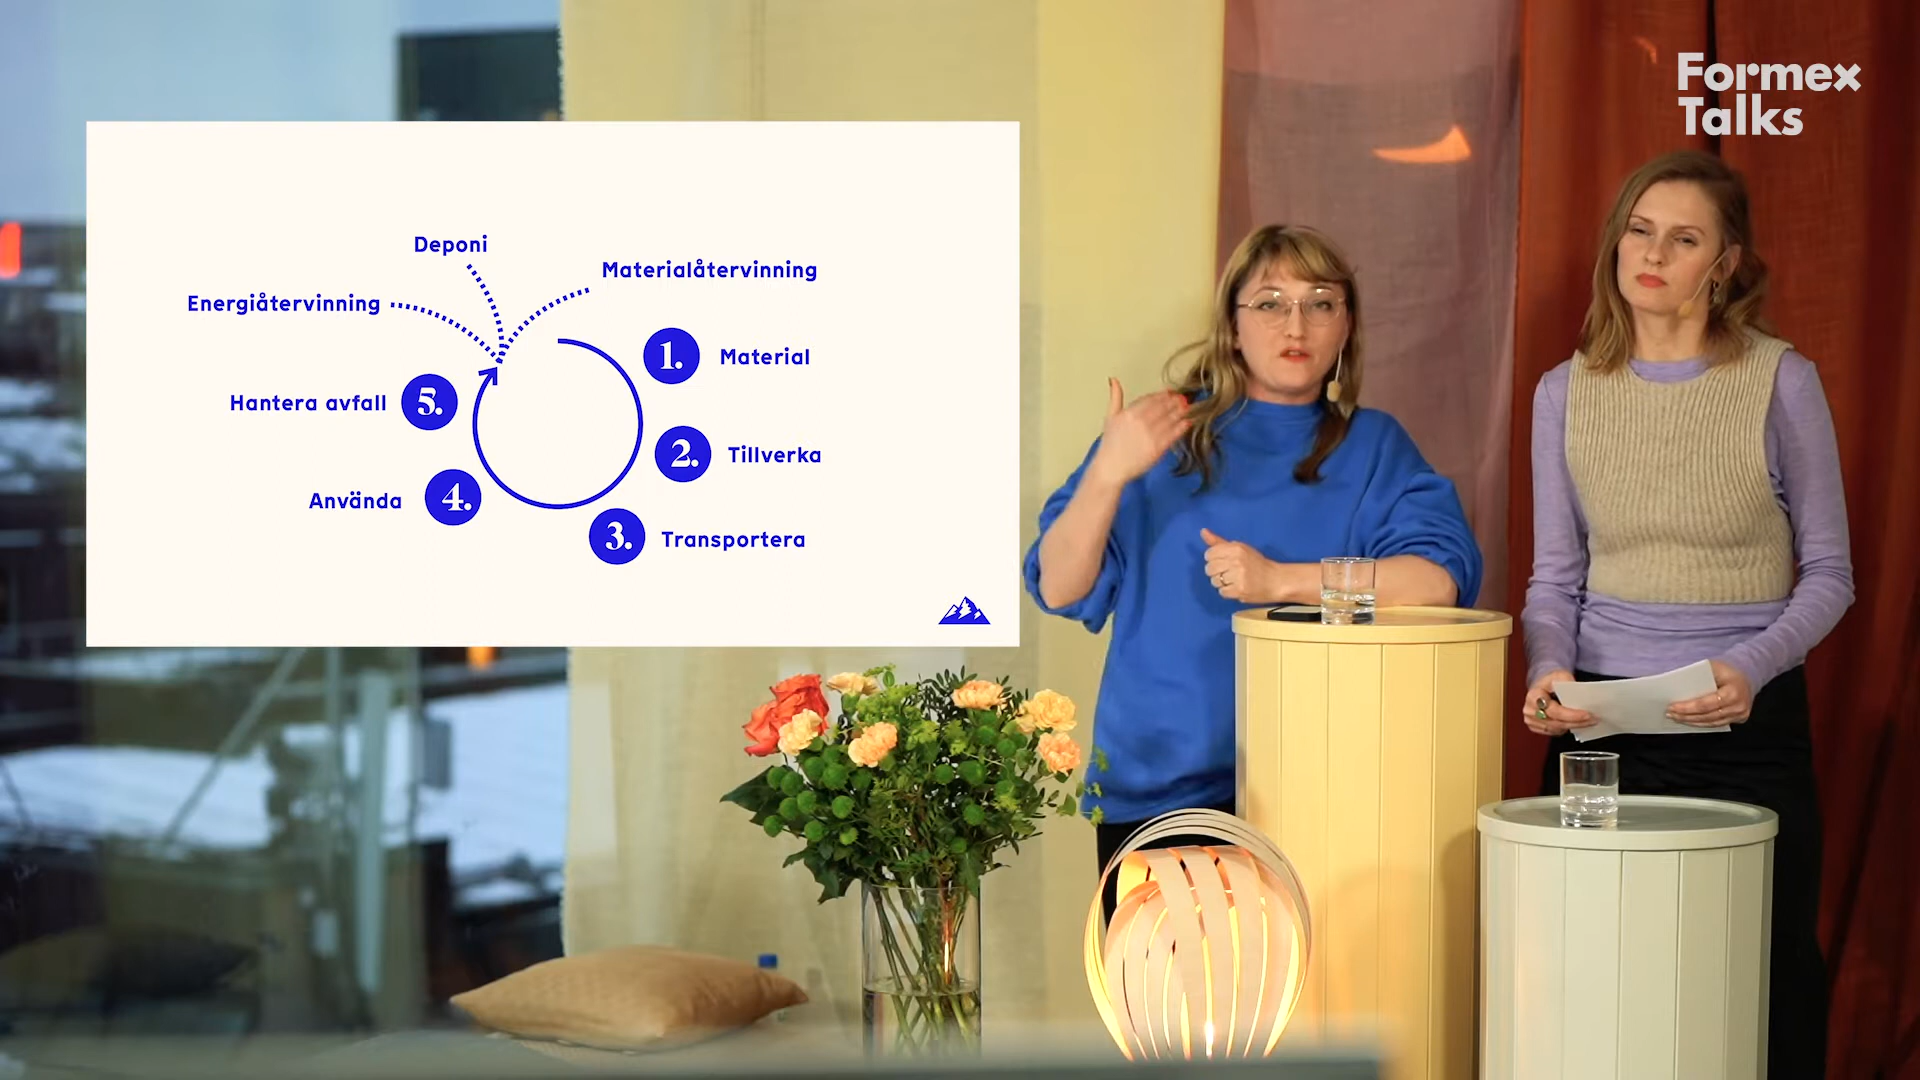 Formex
Talks
Deponi
Materialåtervinning
Energiåtervinning
1. Material
5. Hantera avfall
2. Tillverka
4. Använda
3. Transportera